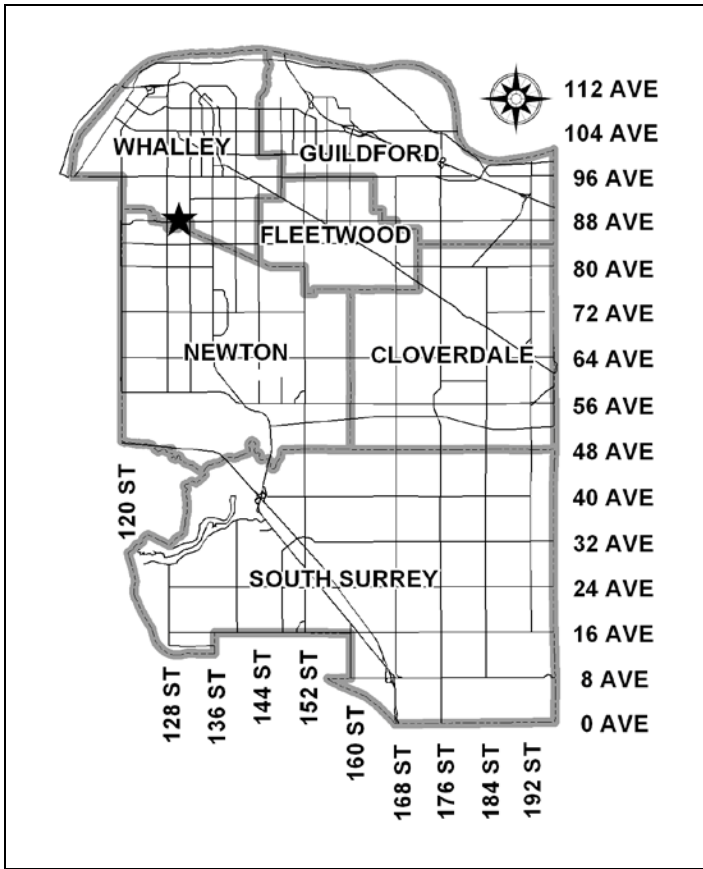 112 AVE
104 AVE
WHALLEY
GUILDFORD
96 AVE
88 AVE
FLEETWOOD
80 AVE
72 AVE
NEWTON
CLOVERDALE
64 AVE
56 AVE
48 AVE
120 ST
40 AVE
32 AVE
SOUTH SURREY
24 AVE
16 AVE
8 AVE
0 AVE
128 ST
136 ST
144 ST
152 ST
160 ST
168 ST
176 ST
184 ST
192 ST